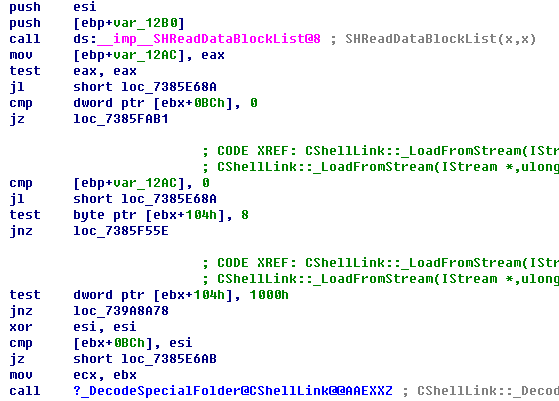 push esi
push [ebp+var_12B0]
call ds:__imp__SHReadDataBlockList@8 ; SHReadDataBlockList(x,x)
mov [ebp+var_12AC], eax
test eax, eax
jl short loc_7385E68A
cmp dword ptr [ebx+0BCh], 0
jz loc_7385FAB1
; CODE XREF: CShellLink::_LoadFromStream(IStre
; CShellLink::_LoadFromStream(IStream *,ulong
cmp [ebp+var_12AC], 0
jl short loc_7385E68A
test byte ptr [ebx+104h], 8
jnz loc_7385F55E
; CODE XREF: CShellLink::_LoadFromStream(IStre
; CShellLink::_LoadFromStream(IStream *,ulong
test dword ptr [ebx+104h], 1000h
jnz loc_739A8A78
xor esi, esi
cmp [ebx+0BCh], esi
jz short loc_7385E6AB
mov ecx, ebx
call ?_DecodeSpecialFolder@CShellLink@@AAEXXZ ; CShellLink::_Decod